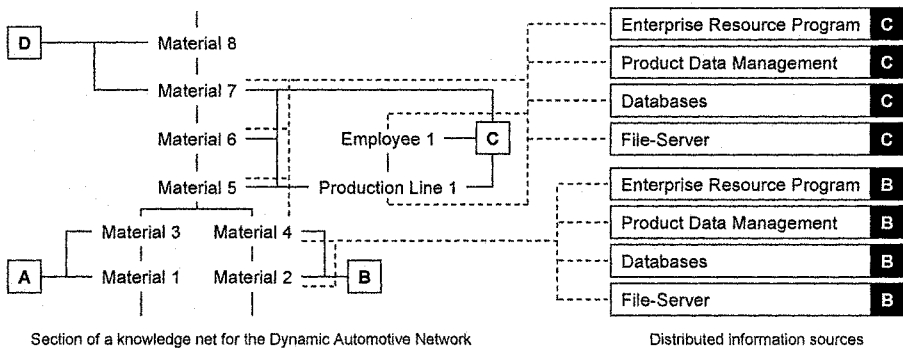 D
Material 8
Material 7
Material 6
Material 5
Material 3
Material 4
A
Material 1
Material 2
B
Employee 1
C
Production Line 1
Enterprise Resource Program C
Product Data Management C
Databases C
File-Server C
Enterprise Resource Program B
Product Data Management B
Databases B
File-Server B
Section of a knowledge net for the Dynamic Automotive Network
Distributed information sources